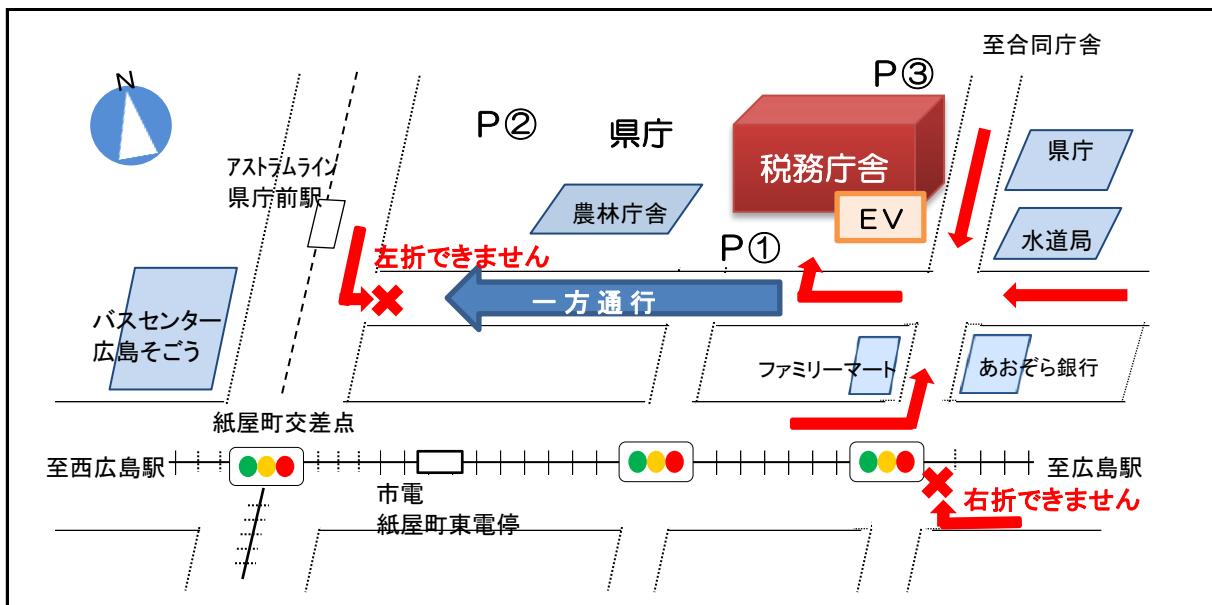 至合同庁舎
N
P③
P②
県庁
県庁
アストラムライン
県庁前駅
税務庁舎
農林庁舎
EV
水道局
P①
左折できません
一方通行
バスセンター
広島そごう
ファミリーマート
あおぞら銀行
紙屋町交差点
至西広島駅
至広島駅
市電
紙屋町東電停
右折できません